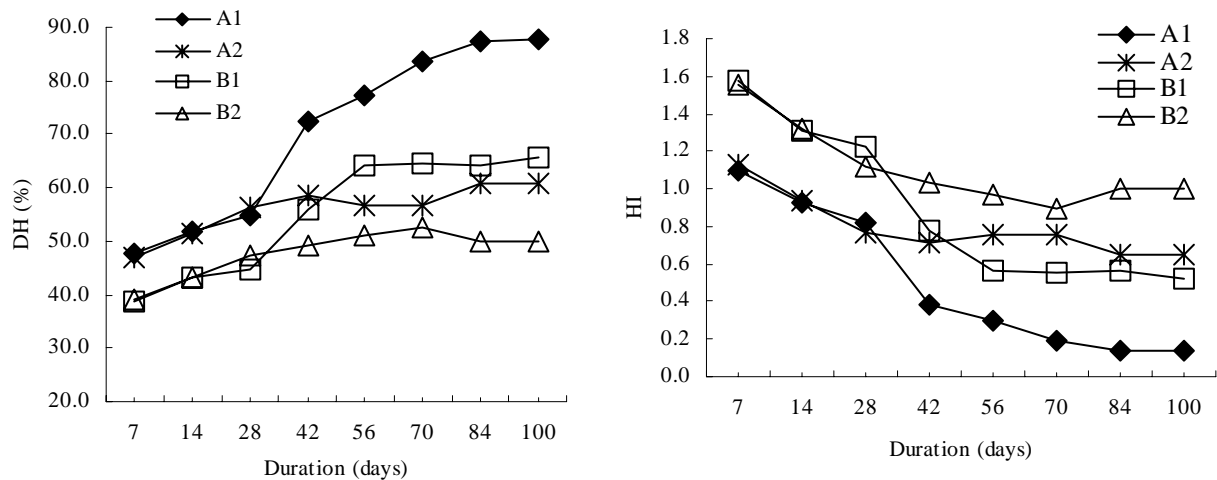 A1
A2
B1
B2
90.0
80.0
70.0
60.0
50.0
40.0
30.0
20.0
DH (%)
7 14 28 42 56 70 84 100
Duration (days)
A1
A2
B1
B2
1.8
1.6
1.4
1.2
1.0
0.8
0.6
0.4
0.2
0.0
HI
7 14 28 42 56 70 84 100
Duration (days)